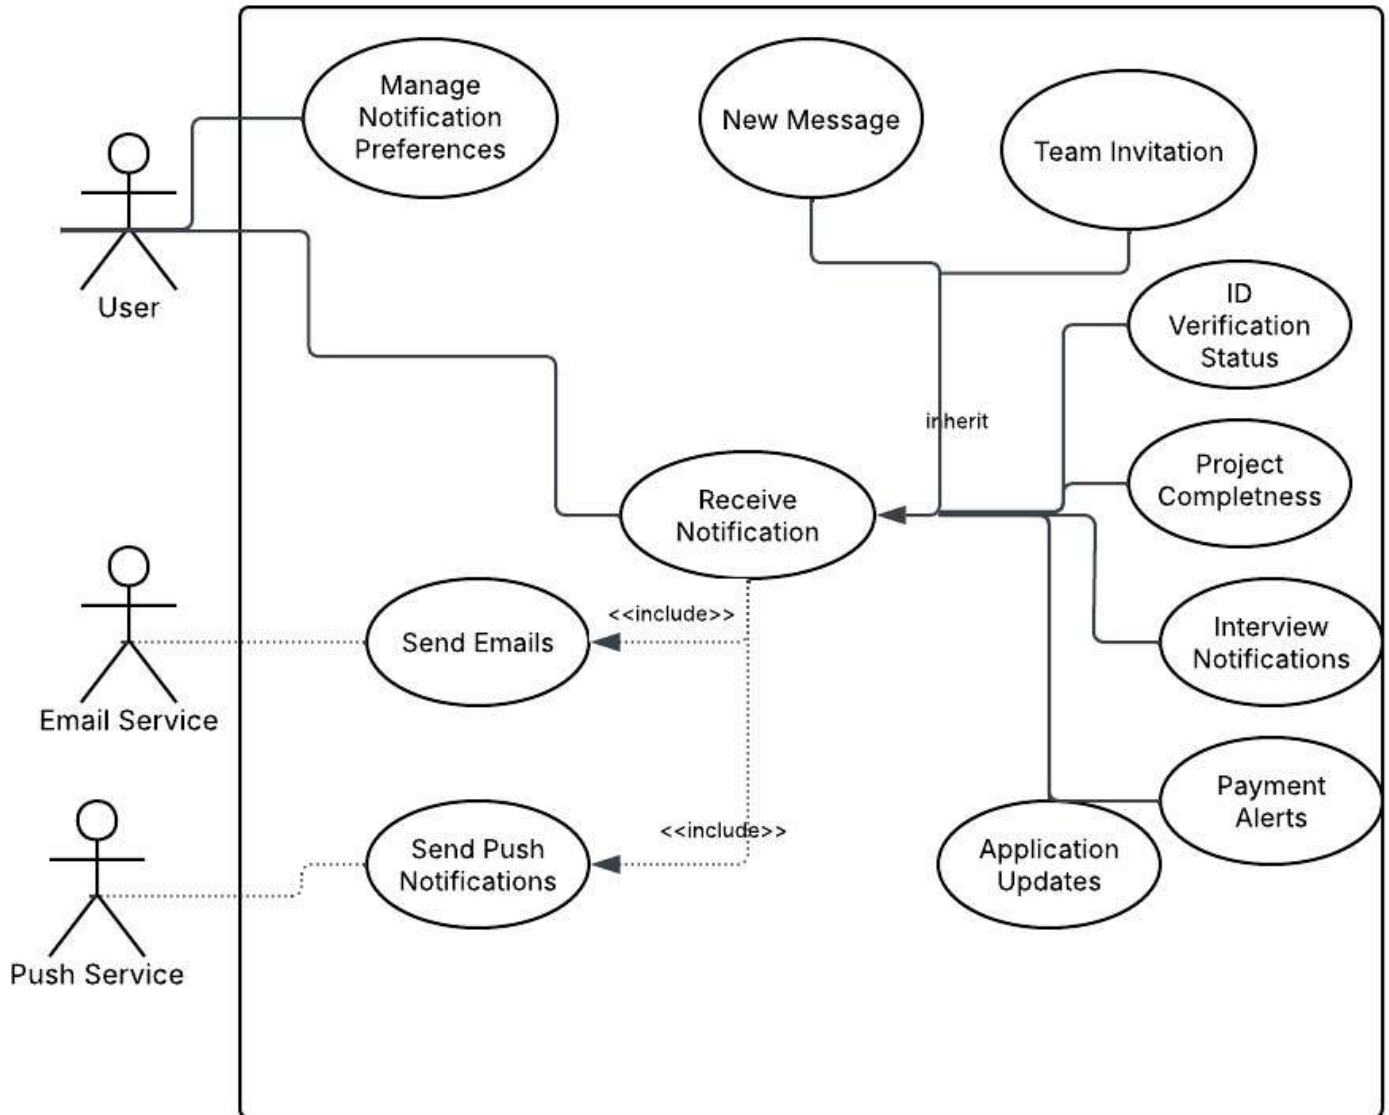 Manage
Notification
Preferences
New Message
Team Invitation
User
ID
Verification
Status
inherit
Project
Completness
Receive
Notification
<<include>>
Send Emails
Interview
Notifications
Email Service
<<include>>
Payment
Alerts
Send Push
Notifications
Application
Updates
Push Service